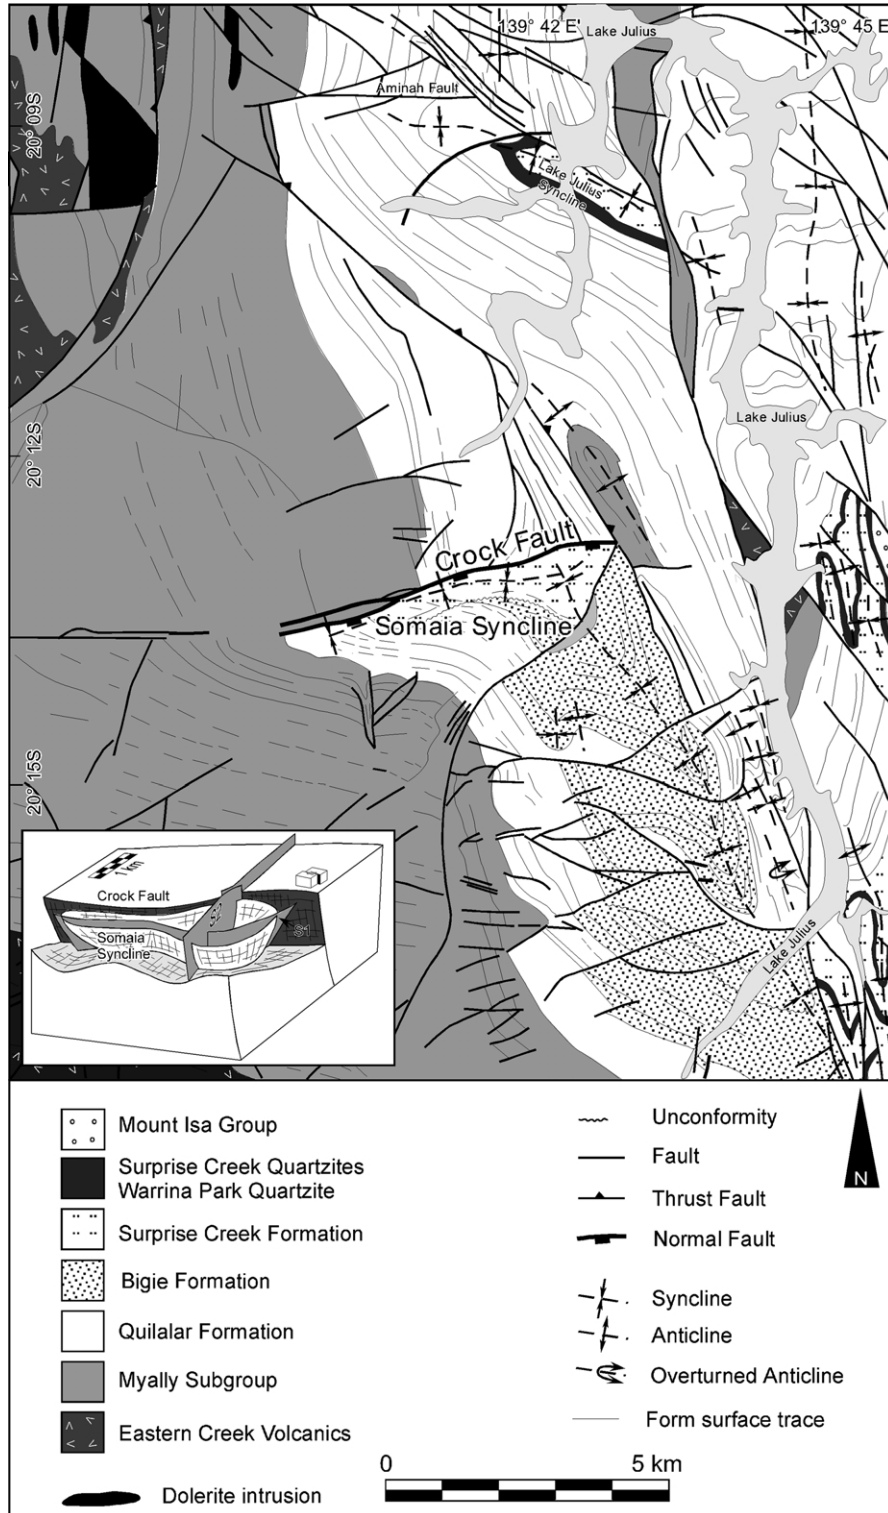 139° 42 E'
139° 45 E'
Lake Julius
Aminah Fault
20° 09S
Lake Julius
Syncline
20° 12S
Lake Julius
Crock Fault
Somaia Syncline
20° 15S
1 km
Crock Fault
Somaia
Syncline
S1
Lake Julius
Mount Isa Group
Surprise Creek Quartzites
Warrina Park Quartzite
Surprise Creek Formation
Bigie Formation
Quilalar Formation
Myally Subgroup
Eastern Creek Volcanics
Dolerite intrusion
Unconformity
Fault
Thrust Fault
Normal Fault
Syncline
Anticline
Overturned Anticline
Form surface trace
N
0
5 km